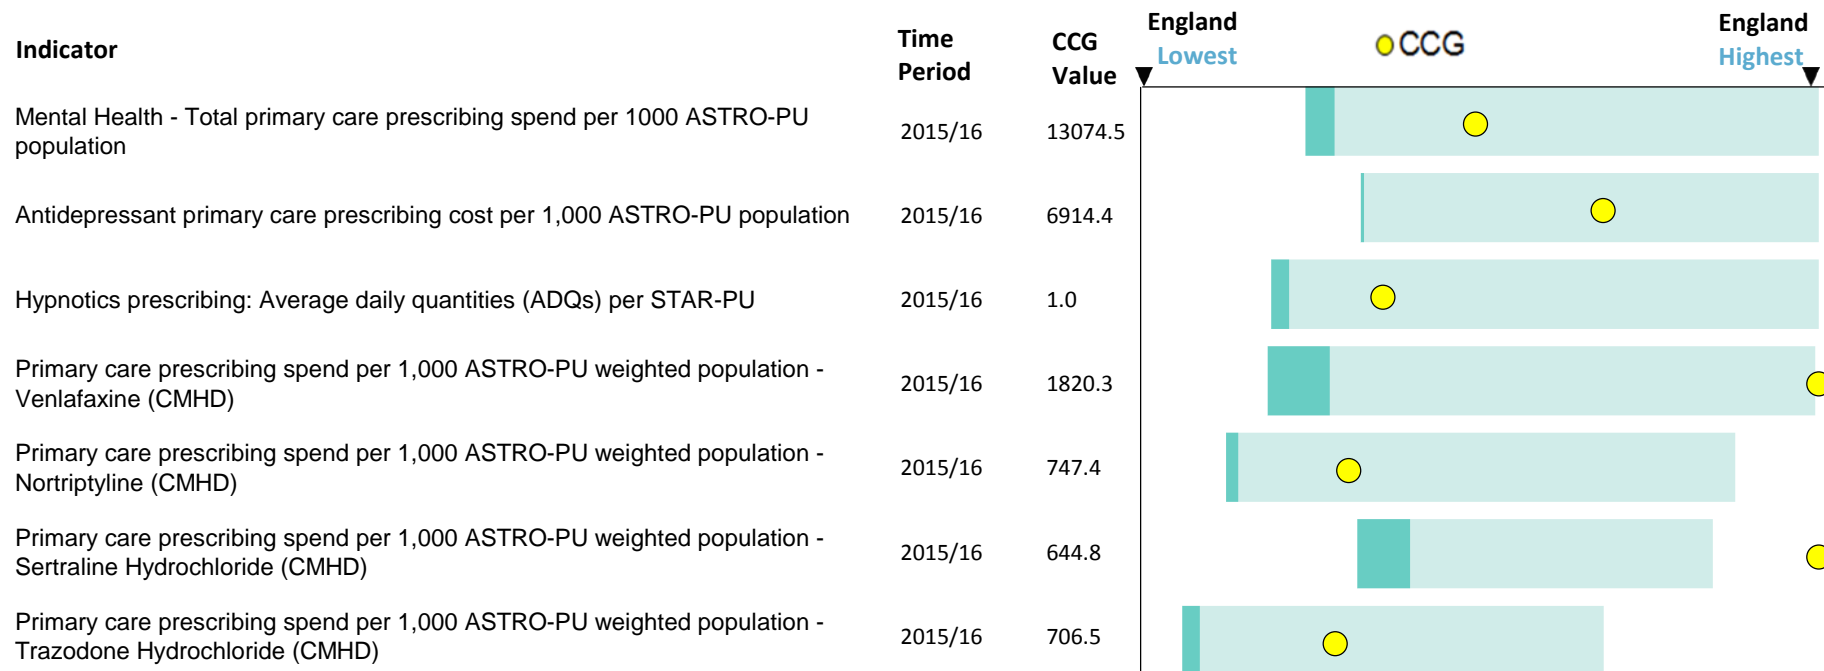 Indicator
Time
Period
CCG
Value
England
Lowest
CCG
England
Highest
Mental Health - Total primary care prescribing spend per 1000 ASTRO-PU
population
2015/16
13074.5
Antidepressant primary care prescribing cost per 1,000 ASTRO-PU population
2015/16
6914.4
Hypnotics prescribing: Average daily quantities (ADQs) per STAR-PU
2015/16
1.0
Primary care prescribing spend per 1,000 ASTRO-PU weighted population -
Venlafaxine (CMHD)
2015/16
1820.3
Primary care prescribing spend per 1,000 ASTRO-PU weighted population -
Nortriptyline (CMHD)
2015/16
747.4
Primary care prescribing spend per 1,000 ASTRO-PU weighted population -
Sertraline Hydrochloride (CMHD)
2015/16
644.8
Primary care prescribing spend per 1,000 ASTRO-PU weighted population -
Trazodone Hydrochloride (CMHD)
2015/16
706.5